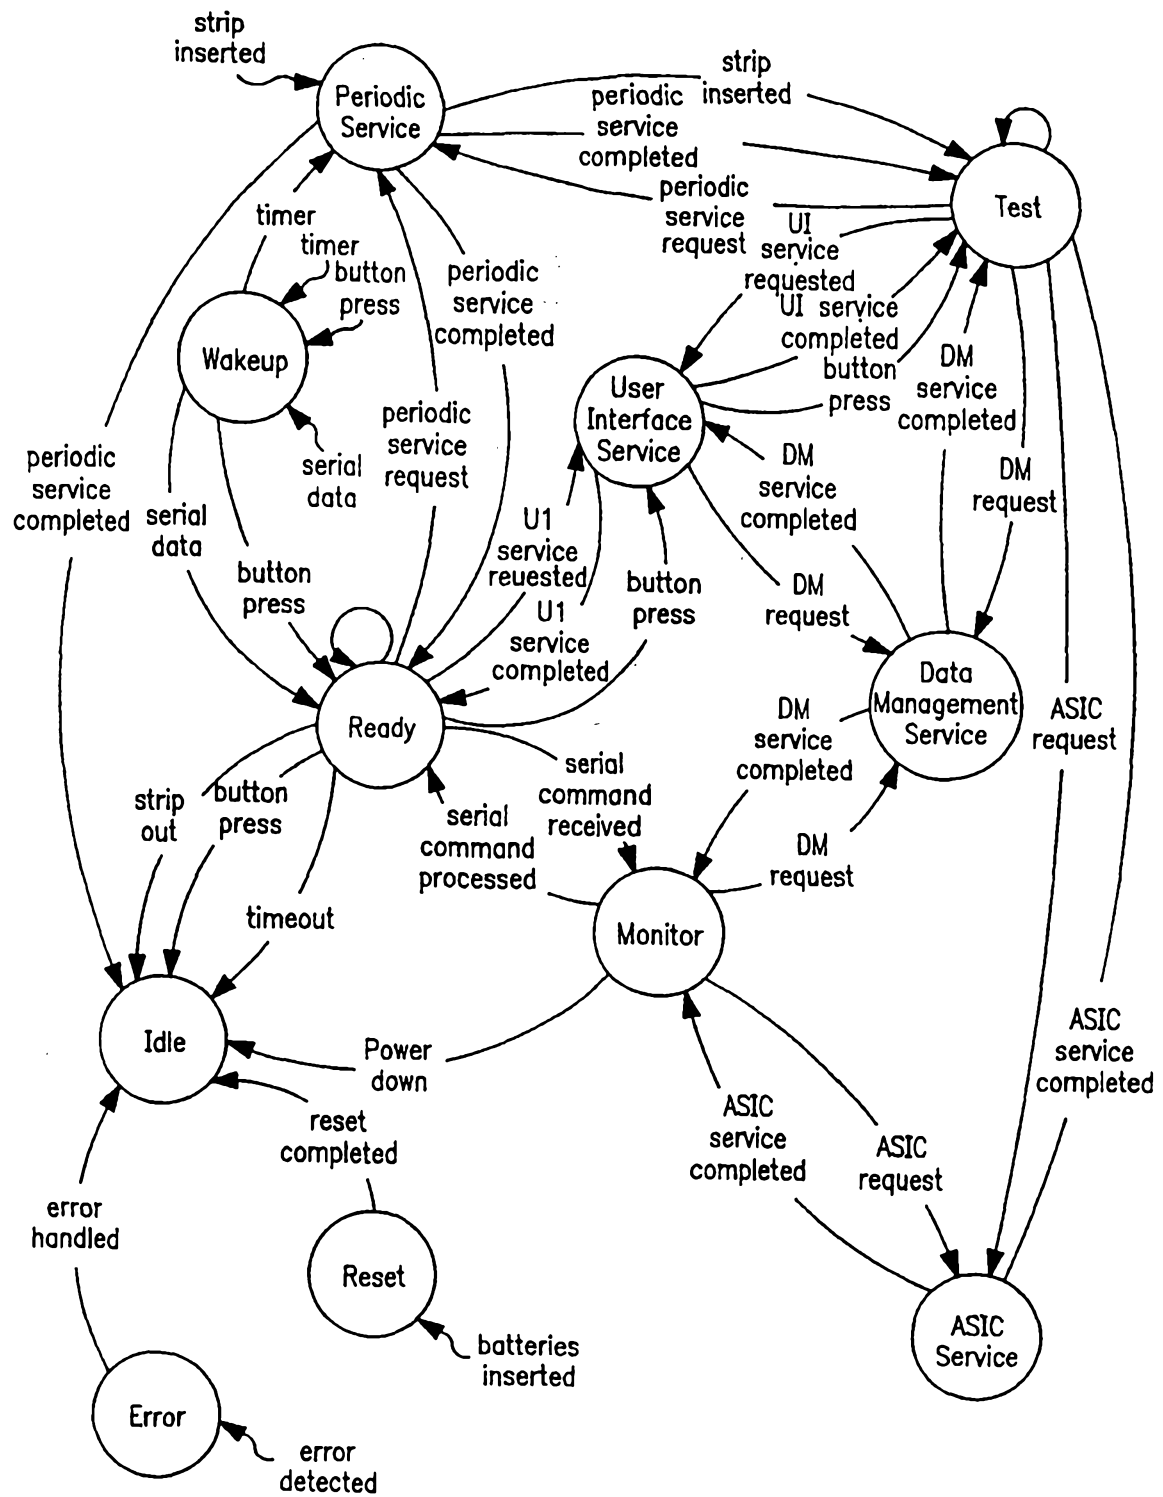 strip
inserted
Periodic
Service
strip
inserted
periodic
service
completed
periodic
service
request
Test
UI
service
requested
UI service
completed
button
press
timer
timer
button
press
Wakeup
serial
data
periodic
service
completed
periodic
service
request
periodic
service
completed
serial
data
button
press
User
Interface
Service
DM
service
completed
DM
request
DM
service
completed
DM
request
U1
service
reuested
U1
service
completed
button
press
Ready
Data
Management
Service
ASIC
request
DM
service
completed
DM
request
serial
command
received
serial
command
processed
strip
out
button
press
timeout
Monitor
Idle
Power
down
reset
completed
ASIC
service
completed
ASIC
request
ASIC
service
completed
error
handled
Reset
batteries
inserted
ASIC
Service
Error
error
detected